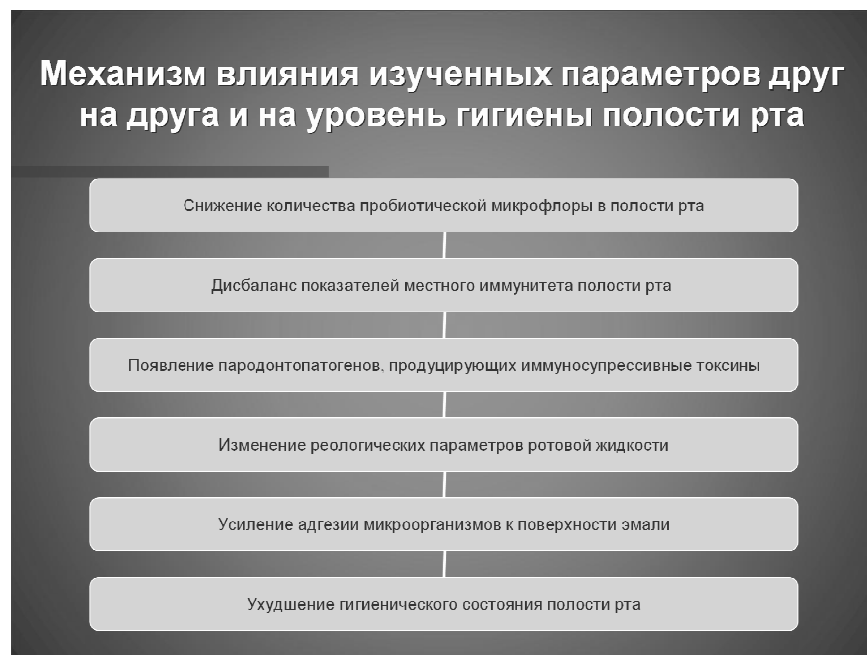 Механизм влияния изученных параметров друг
на друга и на уровень гигиены полости рта
Снижение количества пробиотической микрофлоры в полости рта
Дисбаланс показателей местного иммунитета полости рта
Появление пародонтопатогенов, продуцирующих иммуносупрессивные токсины
Изменение реологических параметров ротовой жидкости
Усиление адгезии микроорганизмов к поверхности эмали
Ухудшение гигиенического состояния полости рта